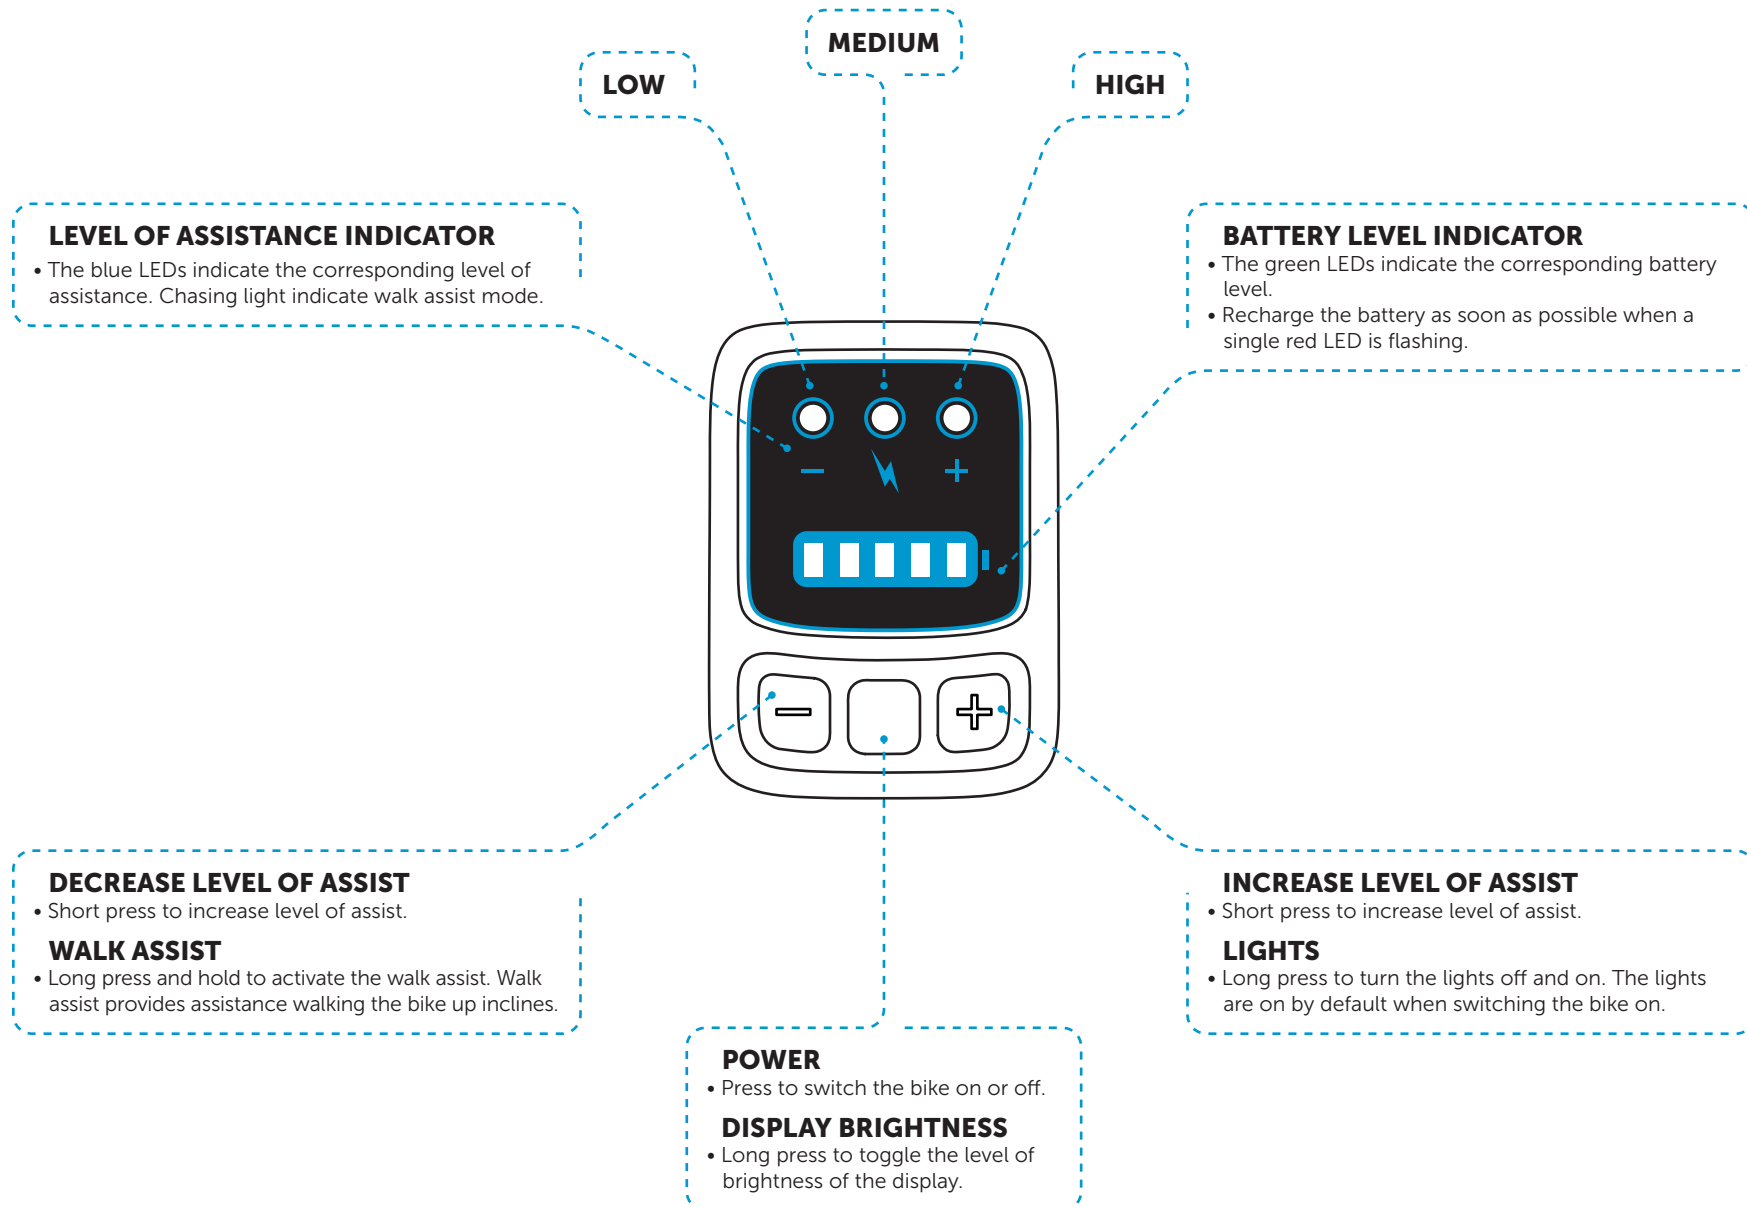 MEDIUM
LOW
HIGH
LEVEL OF ASSISTANCE INDICATOR
• The blue LEDs indicate the corresponding level of
assistance. Chasing light indicate walk assist mode.
BATTERY LEVEL INDICATOR
• The green LEDs indicate the corresponding battery
level.
• Recharge the battery as soon as possible when a
single red LED is flashing.
DECREASE LEVEL OF ASSIST
• Short press to increase level of assist.
WALK ASSIST
• Long press and hold to activate the walk assist. Walk
assist provides assistance walking the bike up inclines.
INCREASE LEVEL OF ASSIST
• Short press to increase level of assist.
LIGHTS
• Long press to turn the lights off and on. The lights
are on by default when switching the bike on.
POWER
• Press to switch the bike on or off.
DISPLAY BRIGHTNESS
• Long press to toggle the level of
brightness of the display.